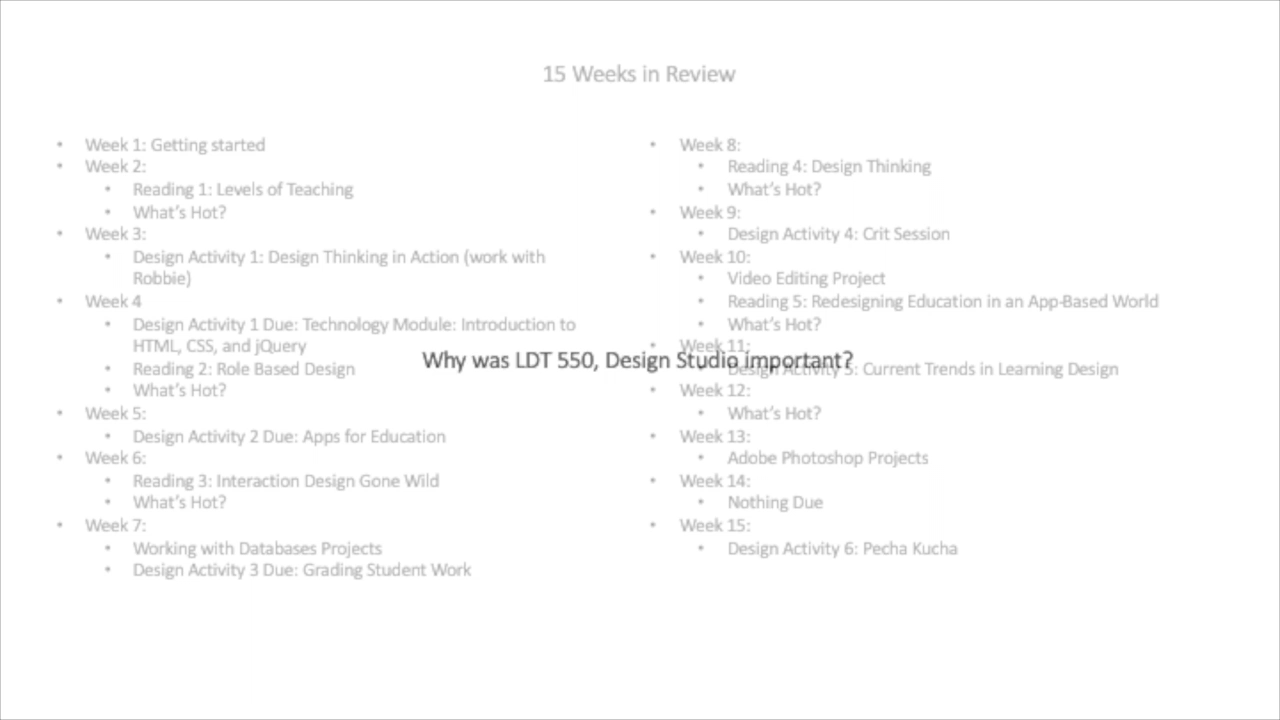 15 Weeks in Review
• Week 1: Getting started
• Week 2:
• Reading 1: Levels of Teaching
• What's Hot?
• Week 3:
• Design Activity 1: Design Thinking in Action (work with
Robbie)
• Week 4
• Design Activity 1 Due: Technology Module: Introduction to
HTML, CSS, and jQuery
• Reading 2: Role Based Design
• What's Hot?
• Week 5:
• Design Activity 2 Due: Apps for Education
• Week 6:
• Reading 3: Interaction Design Gone Wild
• What's Hot?
• Week 7:
• Working with Databases Projects
• Design Activity 3 Due: Grading Student Work
• Week 8:
• Reading 4: Design Thinking
• What's Hot?
• Week 9:
• Design Activity 4: Crit Session
• Week 10:
• Video Editing Project
• Reading 5: Redesigning Education in an App-Based World
• What's Hot?
• Week 11:
• Design Activity 5: Current Trends in Learning Design
• Week 12:
• What's Hot?
• Week 13:
• Adobe Photoshop Projects
• Week 14:
• Nothing Due
• Week 15:
• Design Activity 6: Pecha Kucha
Why was LDT 550, Design Studio important?